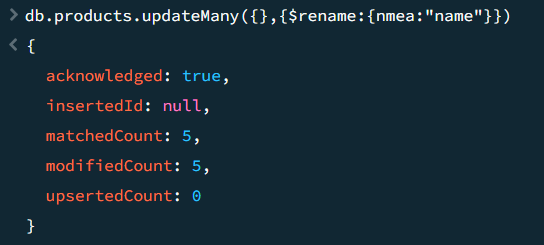 > db.products.updateMany({},{$rename:{nmea:"name"}})
< {
acknowledged: true,
insertedId: null,
matchedCount: 5,
modifiedCount: 5,
upsertedCount: 0
}